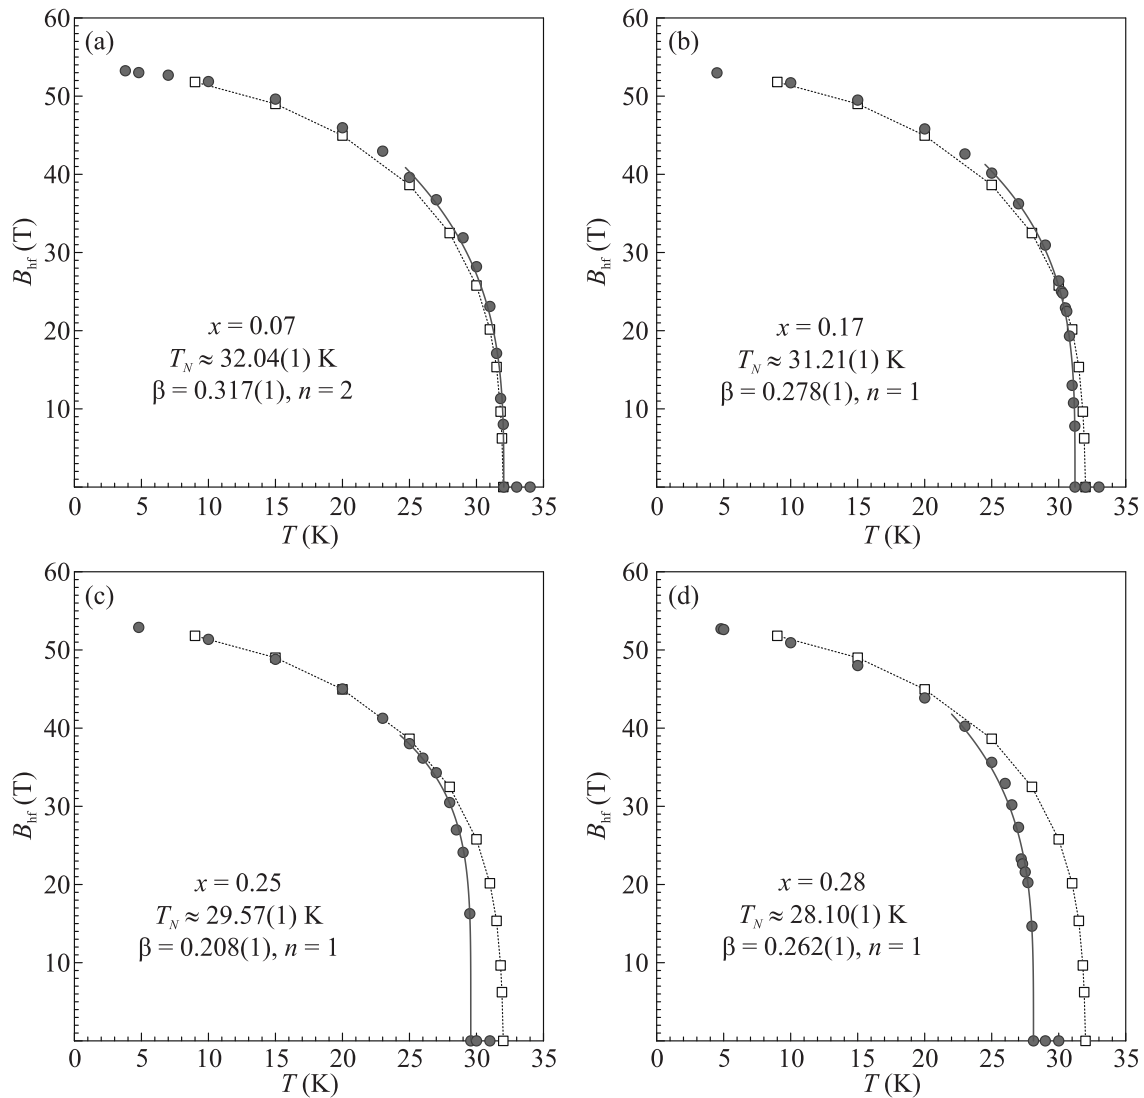 (a)
60
50
40
30
20
10
B_hf (T)
x = 0.07
T_N ≈ 32.04(1) K
β = 0.317(1), n = 2
0 5 10 15 20 25 30 35
T (K)
(b)
60
50
40
30
20
10
B_hf (T)
x = 0.17
T_N ≈ 31.21(1) K
β = 0.278(1), n = 1
0 5 10 15 20 25 30 35
T (K)
(c)
60
50
40
30
20
10
B_hf (T)
x = 0.25
T_N ≈ 29.57(1) K
β = 0.208(1), n = 1
0 5 10 15 20 25 30 35
T (K)
(d)
60
50
40
30
20
10
B_hf (T)
x = 0.28
T_N ≈ 28.10(1) K
β = 0.262(1), n = 1
0 5 10 15 20 25 30 35
T (K)